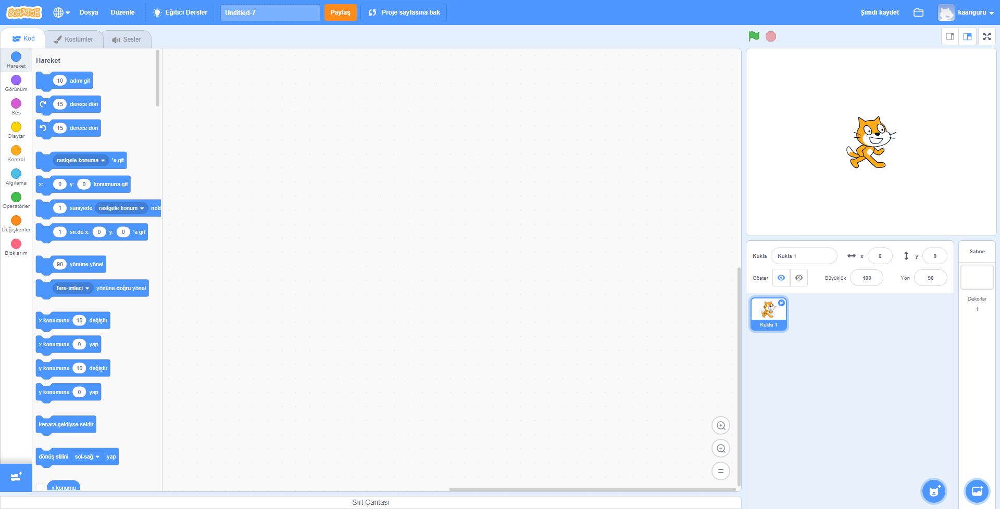 SCRATCH Dosya Düzenle Eğitici Dersler Untitled-7 Paylaş Proje sayfasına bak Şimdi kaydet kaanguru
Kod Kostümler Sesler
Hareket
Görünüm
Ses
Olaylar
Kontrol
Algılama
Operatörler
Değişkenler
Bloklarım
Hareket
10 adım git
15 derece dön
15 derece dön
rastgele konuma 'e git
x: 0 y: 0 konumuna git
1 saniyede rastgele konum nok
1 sn.de x: 0 y: 0 'a git
90 yönüne yönel
fare-imleci yönüne doğru yönel
x konumunu 10 değiştir
x konumunu 0 yap
y konumunu 10 değiştir
y konumunu 0 yap
kenara geldiyse sektir
dönüş stilini sol-sağ yap
x konumu
Sırt Çantası
Kukla Kukla 1 x 0 y 0
Göster Büyüklük 100 Yön 90
Kukla 1
Sahne
Dekorlar
1